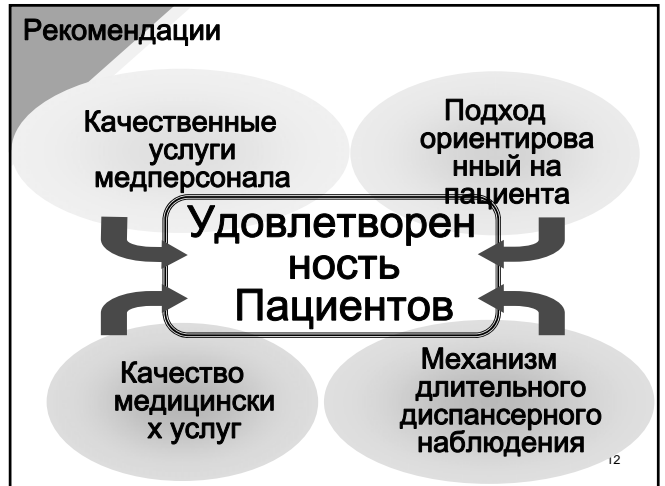 Рекомендации
Качественные
услуги
медперсонала
Подход
ориентирова
нный на
пациента
Удовлетворен
ность
Пациентов
Качество
медицински
х услуг
Механизм
длительного
диспансерного
наблюдения
12